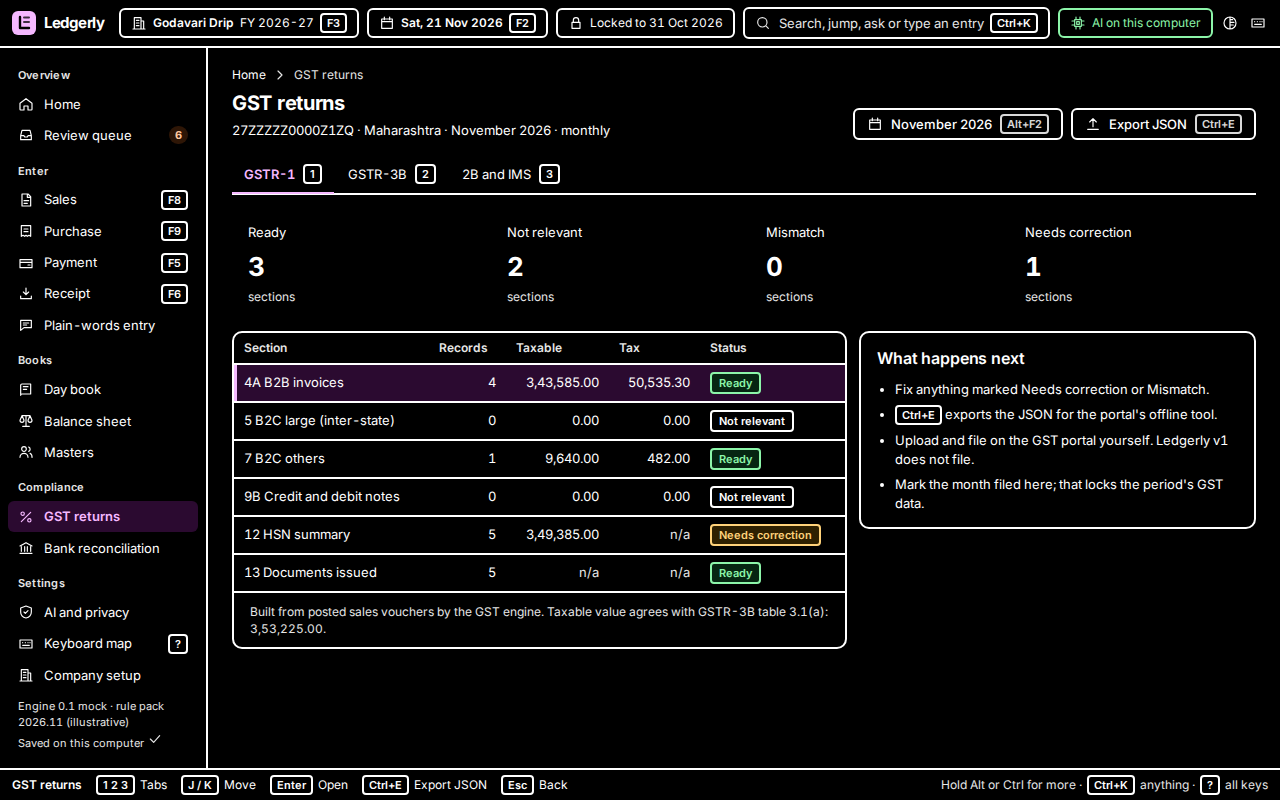 Ledgerly
Godavari Drip FY 2026-27 F3
Sat, 21 Nov 2026 F2
Locked to 31 Oct 2026
Search, jump, ask or type an entry Ctrl+K
AI on this computer
Overview
Home
Review queue 6
Enter
Sales F8
Purchase F9
Payment F5
Receipt F6
Plain-words entry
Books
Day book
Balance sheet
Masters
Compliance
GST returns
Bank reconciliation
Settings
AI and privacy
Keyboard map ?
Company setup
Engine 0.1 mock · rule pack
2026.11 (illustrative)
Saved on this computer
Home > GST returns
GST returns
27ZZZZZ0000Z1ZQ · Maharashtra · November 2026 · monthly
November 2026 Alt+F2
Export JSON Ctrl+E
GSTR-1 1 GSTR-3B 2 2B and IMS 3
Ready Not relevant Mismatch Needs correction
3 2 0 1
sections sections sections sections
Section Records Taxable Tax Status
4A B2B invoices 4 3,43,585.00 50,535.30 Ready
5 B2C large (inter-state) 0 0.00 0.00 Not relevant
7 B2C others 1 9,640.00 482.00 Ready
9B Credit and debit notes 0 0.00 0.00 Not relevant
12 HSN summary 5 3,49,385.00 n/a Needs correction
13 Documents issued 5 n/a n/a Ready
Built from posted sales vouchers by the GST engine. Taxable value agrees with GSTR-3B table 3.1(a):
3,53,225.00.
What happens next
• Fix anything marked Needs correction or Mismatch.
• Ctrl+E exports the JSON for the portal's offline tool.
• Upload and file on the GST portal yourself. Ledgerly v1
does not file.
• Mark the month filed here; that locks the period's GST
data.
GST returns 1 2 3 Tabs J / K Move Enter Open Ctrl+E Export JSON Esc Back
Hold Alt or Ctrl for more · Ctrl+K anything · ? all keys